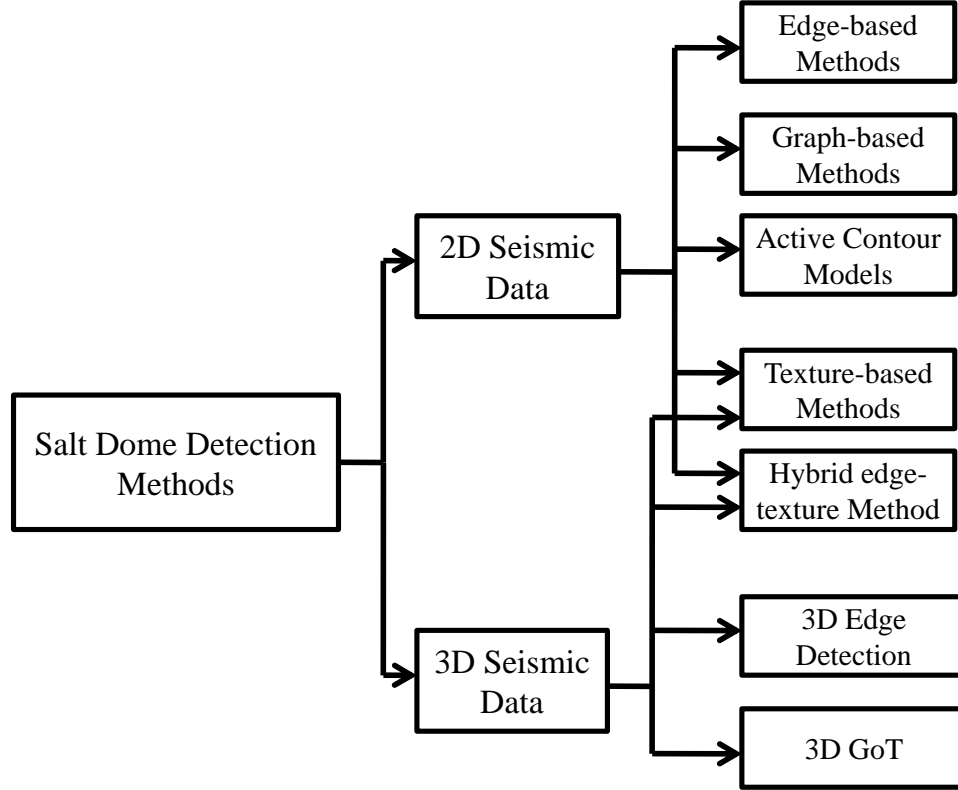 Salt Dome Detection
Methods
2D Seismic
Data
3D Seismic
Data
Edge-based
Methods
Graph-based
Methods
Active Contour
Models
Texture-based
Methods
Hybrid edge-
texture Method
3D Edge
Detection
3D GoT